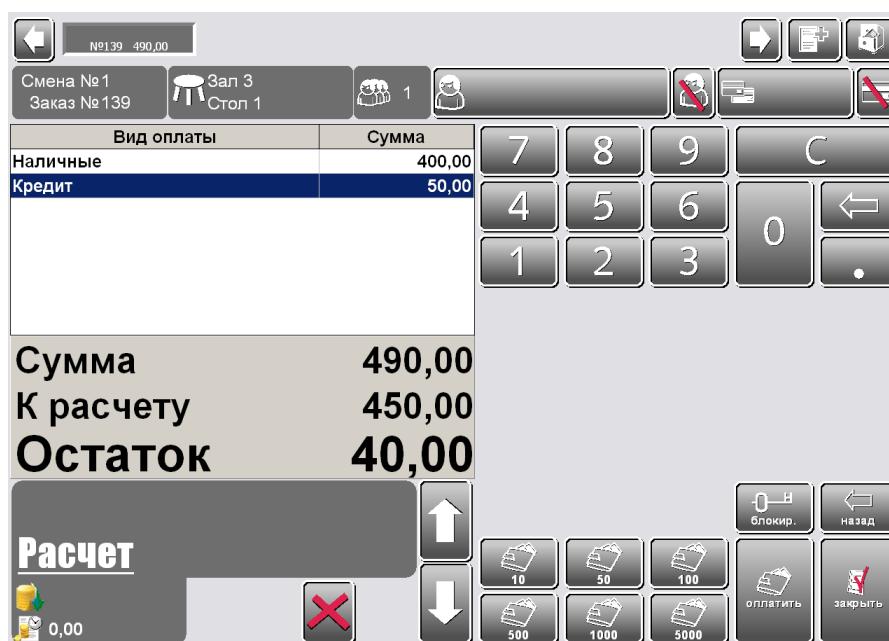 №139 490,00
Смена №1
Заказ №139
Зал 3
Стол 1
1
Вид оплаты Сумма
Наличные 400,00
Кредит 50,00
7 8 9 C
4 5 6 0
1 2 3 .
Сумма 490,00
К расчету 450,00
Остаток 40,00
Расчет
0,00
блокир. назад
10 50 100
оплатить закрыть
500 1000 5000